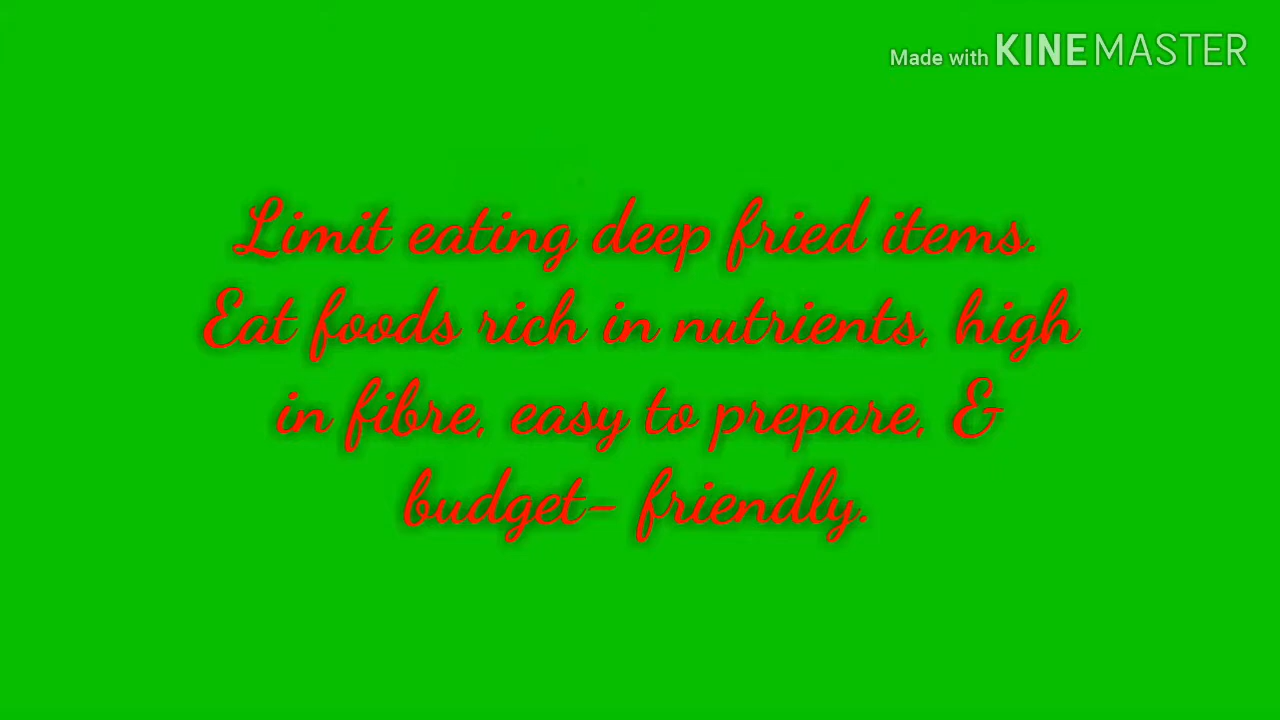 Made with KINEMASTER
Limit eating deep fried items.
Eat foods rich in nutrients, high
in fibre, easy to prepare, &
budget- friendly.